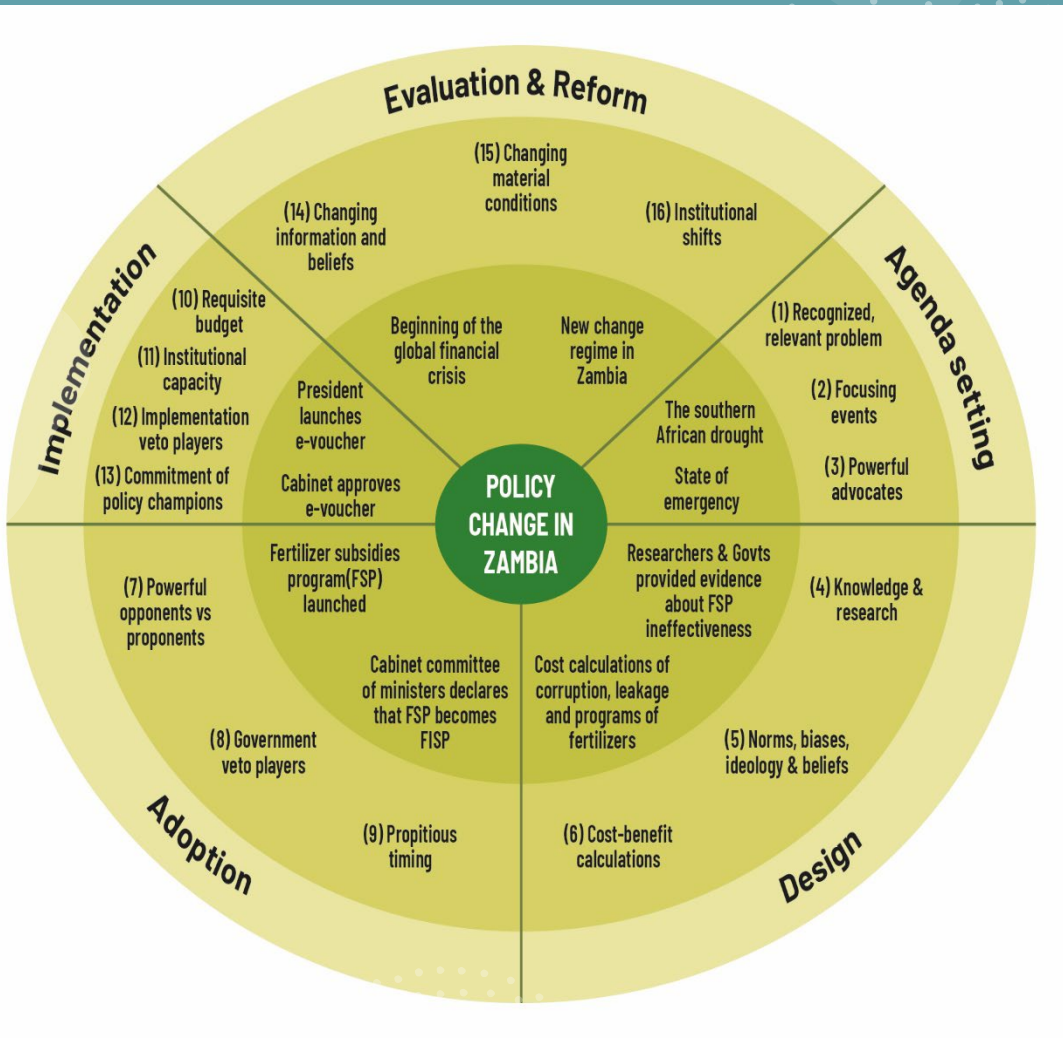 Evaluation & Reform
(15) Changing
material
conditions
(14) Changing
information and
beliefs
(16) Institutional
shifts
Beginning of the
global financial
crisis
New change
regime in
Zambia
Agenda setting
(1) Recognized,
relevant problem
(2) Focusing
events
(3) Powerful
advocates
The southern
African drought
State of
emergency
Design
(4) Knowledge &
research
(5) Norms, biases,
ideology & beliefs
(6) Cost-benefit
calculations
Researchers & Govts
provided evidence
about FSP
ineffectiveness
Cost calculations of
corruption, leakage
and programs of
fertilizers
Adoption
(7) Powerful
opponents vs
proponents
(8) Government
veto players
(9) Propitious
timing
Fertilizer subsidies
program(FSP)
launched
Cabinet committee
of ministers declares
that FSP becomes
FISP
Implementation
(10) Requisite
budget
(11) Institutional
capacity
(12) Implementation
veto players
(13) Commitment of
policy champions
President
launches
e-voucher
Cabinet approves
e-voucher
POLICY
CHANGE IN
ZAMBIA